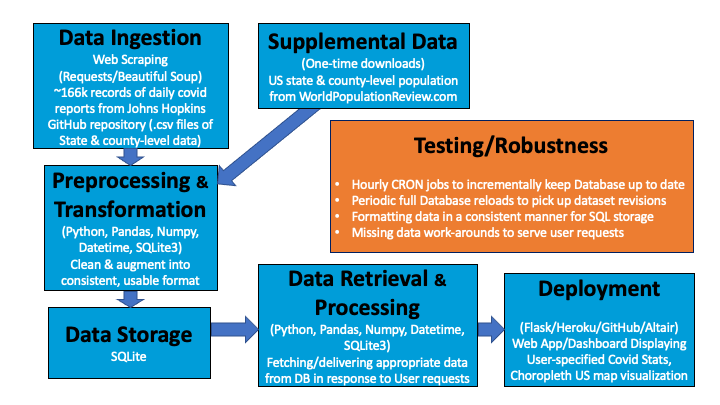 Data Ingestion
Web Scraping
(Requests/Beautiful Soup)
~166k records of daily covid
reports from Johns Hopkins
GitHub repository (.csv files of
State & county-level data)
Supplemental Data
(One-time downloads)
US state & county-level population
from WorldPopulationReview.com
Testing/Robustness
• Hourly CRON jobs to incrementally keep Database up to date
• Periodic full Database reloads to pick up dataset revisions
• Formatting data in a consistent manner for SQL storage
• Missing data work-arounds to serve user requests
Preprocessing &
Transformation
(Python, Pandas, Numpy,
Datetime, SQLite3)
Clean & augment into
consistent, usable format
Data Storage
SQLite
Data Retrieval &
Processing
(Python, Pandas, Numpy, Datetime,
SQLite3)
Fetching/delivering appropriate data
from DB in response to User requests
Deployment
(Flask/Heroku/GitHub/Altair)
Web App/Dashboard Displaying
User-specified Covid Stats,
Choropleth US map visualization